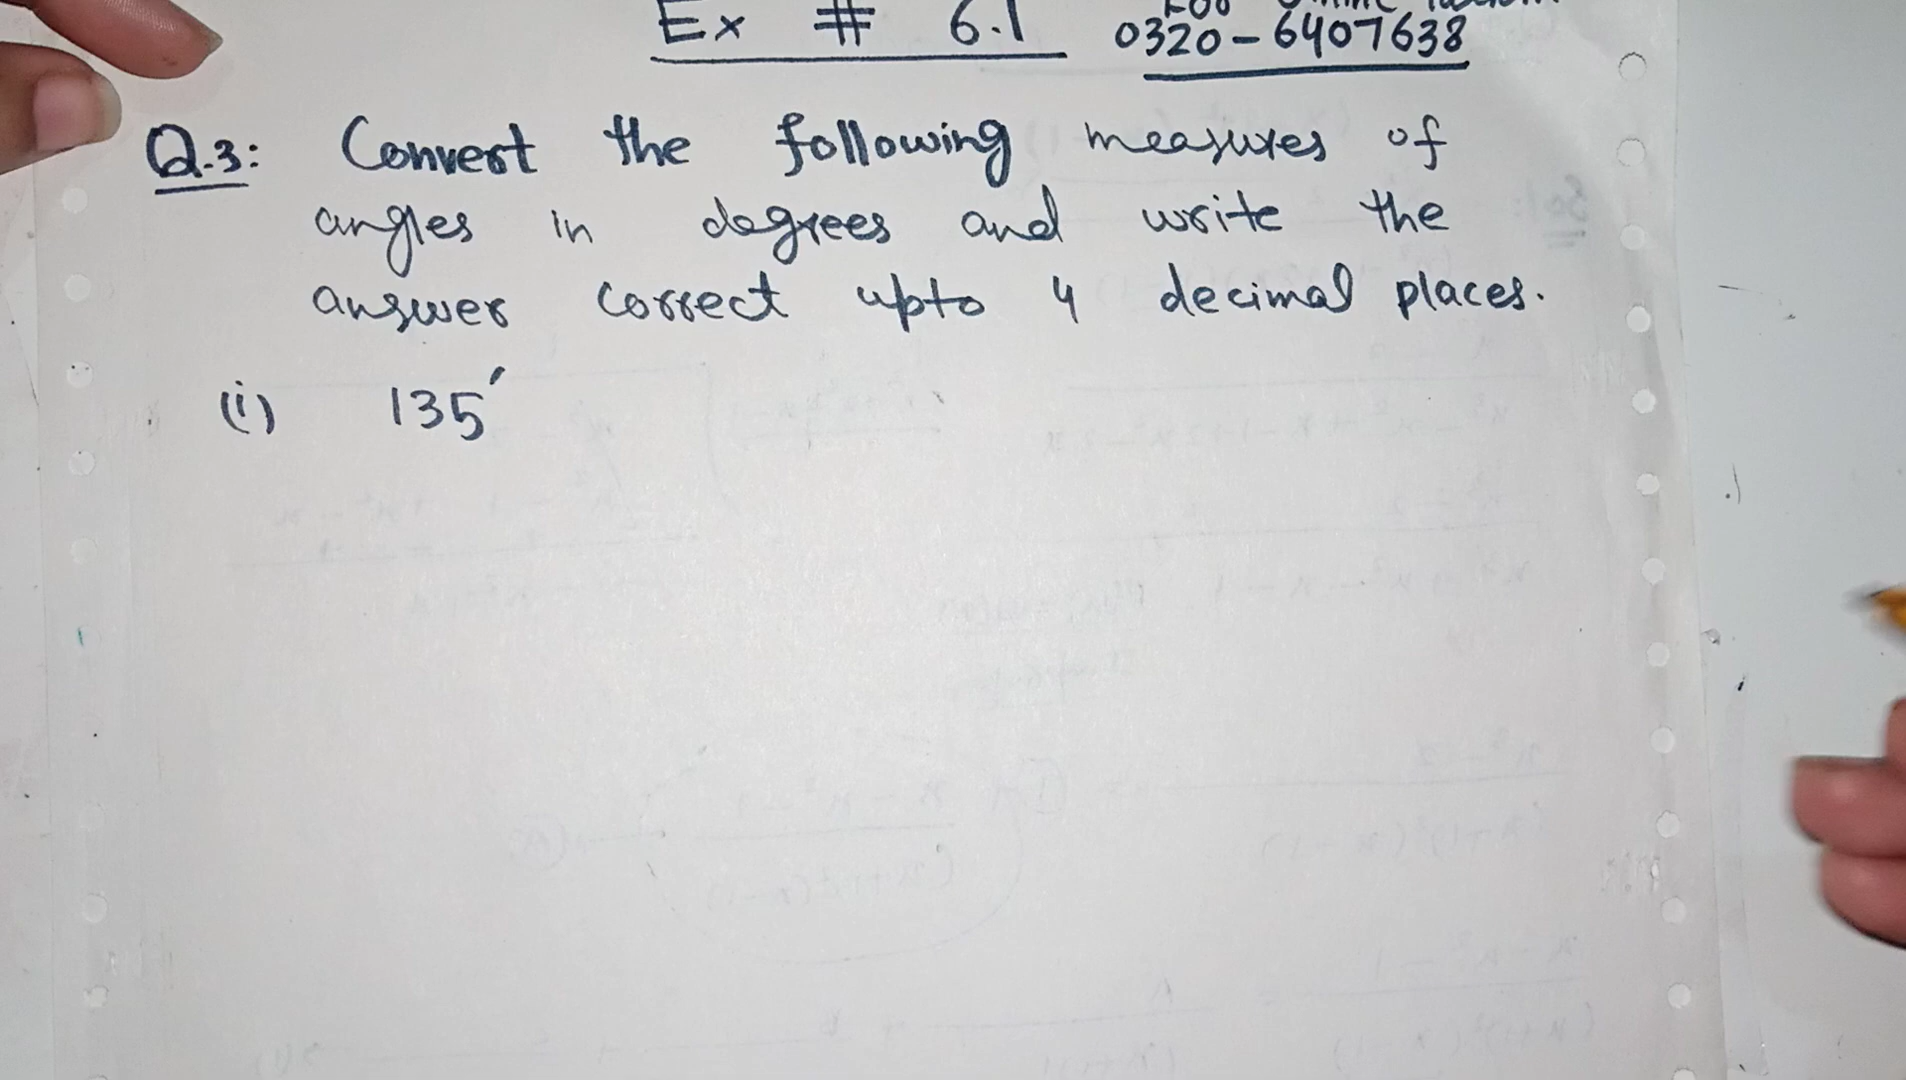 Ex # 6.1
0320-6407638
Q.3: Convert the following measures of
angles in degrees and write the
answer correct upto 4 decimal places.
(i) 135′